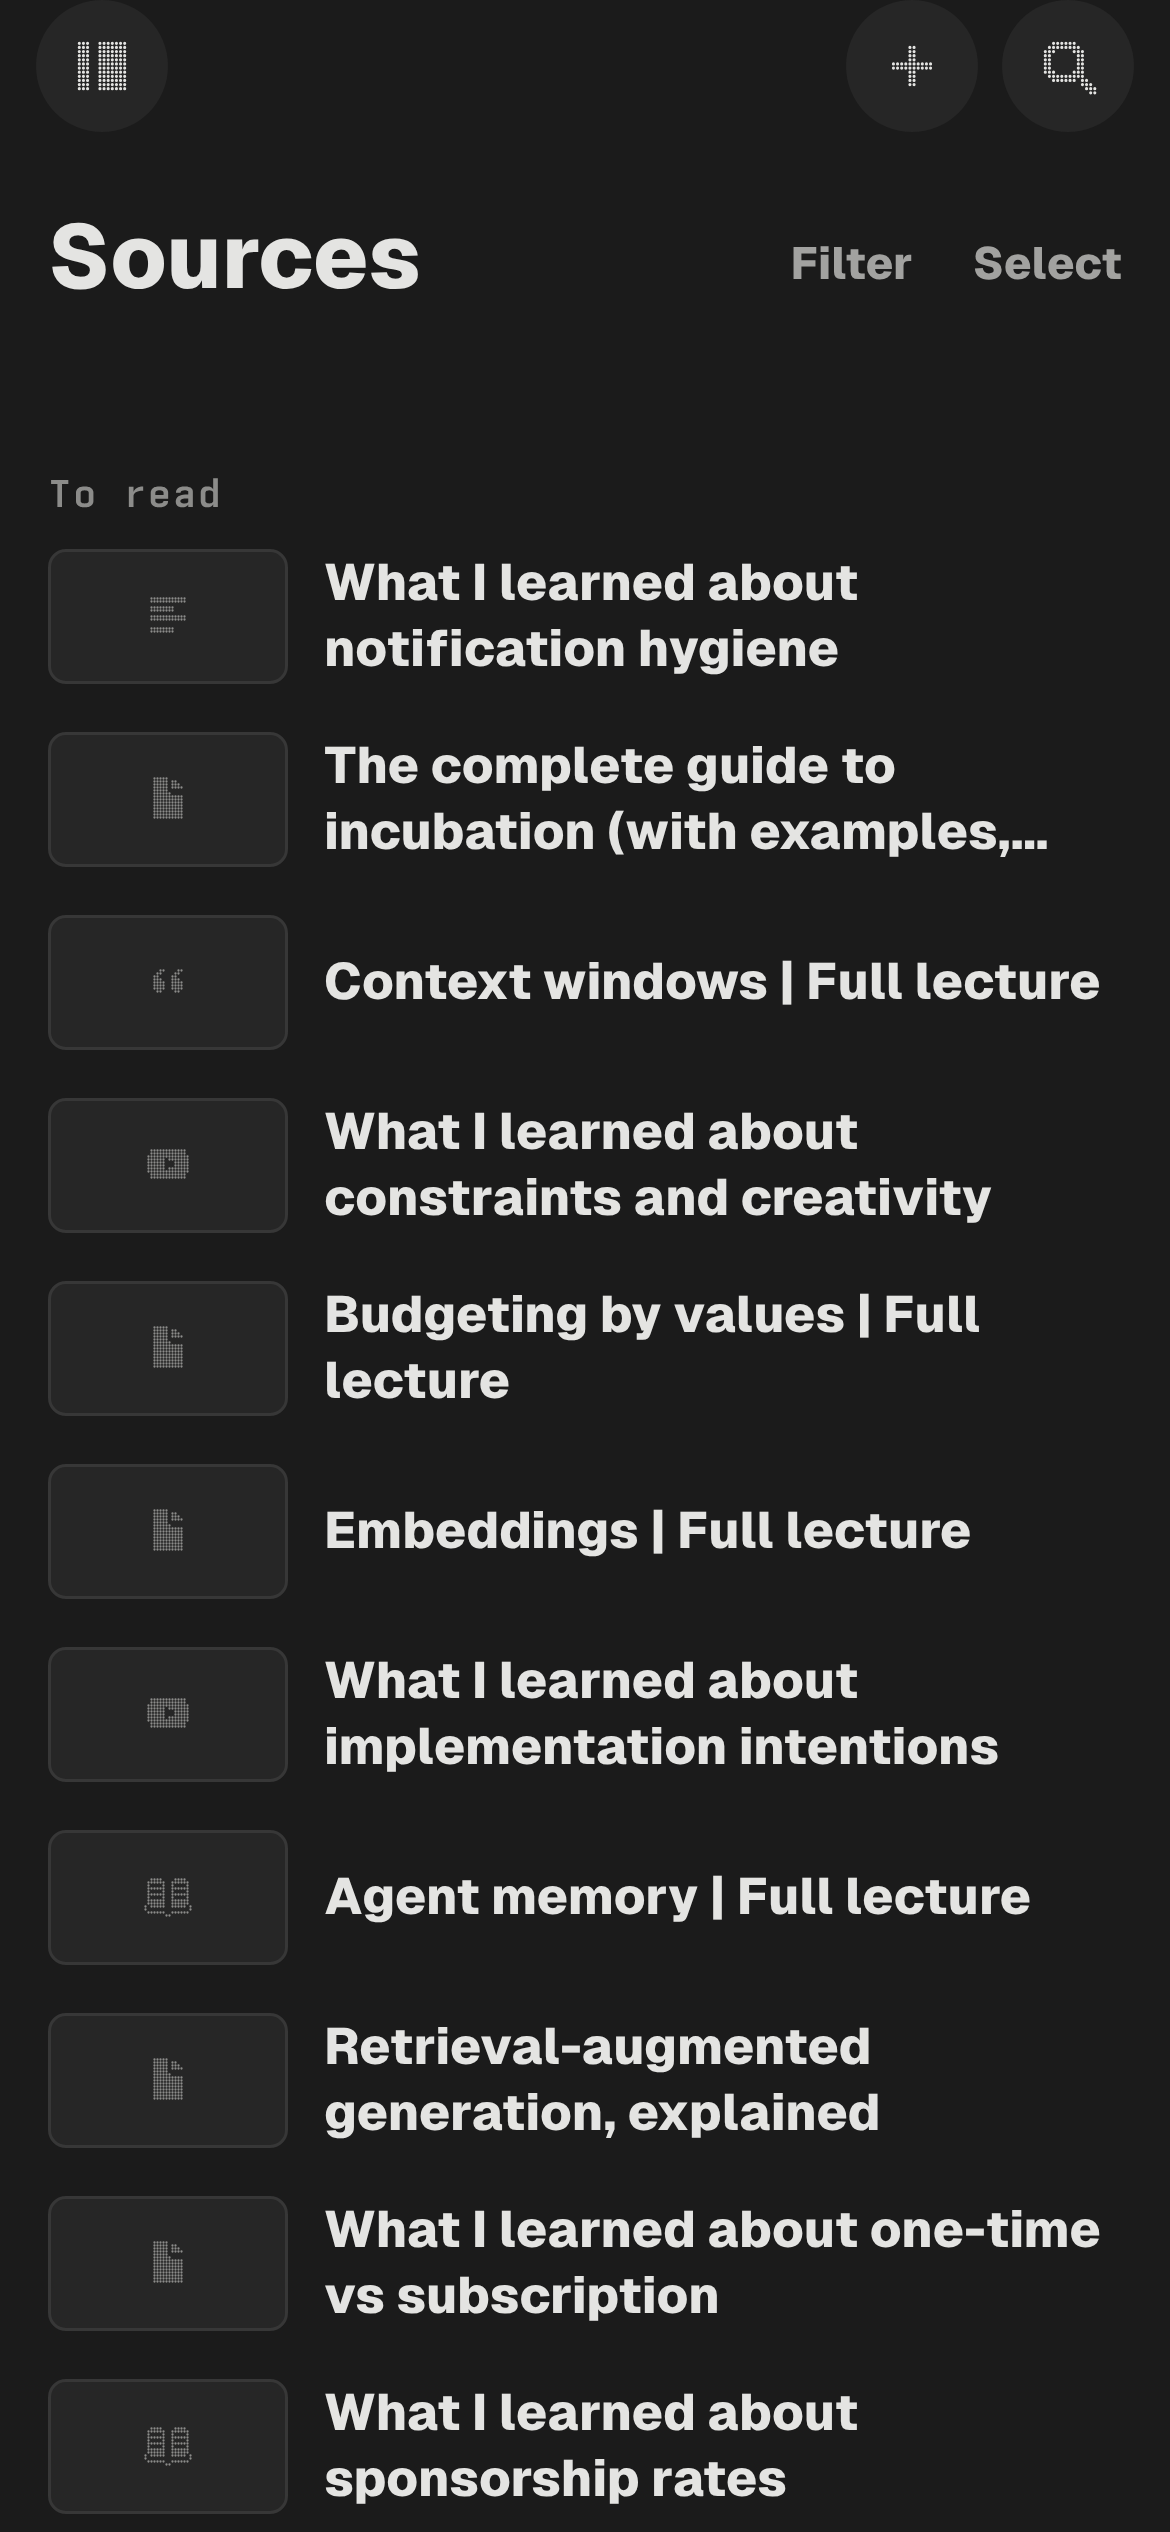 Sources
Filter
Select
To read
What I learned about
notification hygiene
The complete guide to
incubation (with examples,...
Context windows | Full lecture
What I learned about
constraints and creativity
Budgeting by values | Full
lecture
Embeddings | Full lecture
What I learned about
implementation intentions
Agent memory | Full lecture
Retrieval-augmented
generation, explained
What I learned about one-time
vs subscription
What I learned about
sponsorship rates